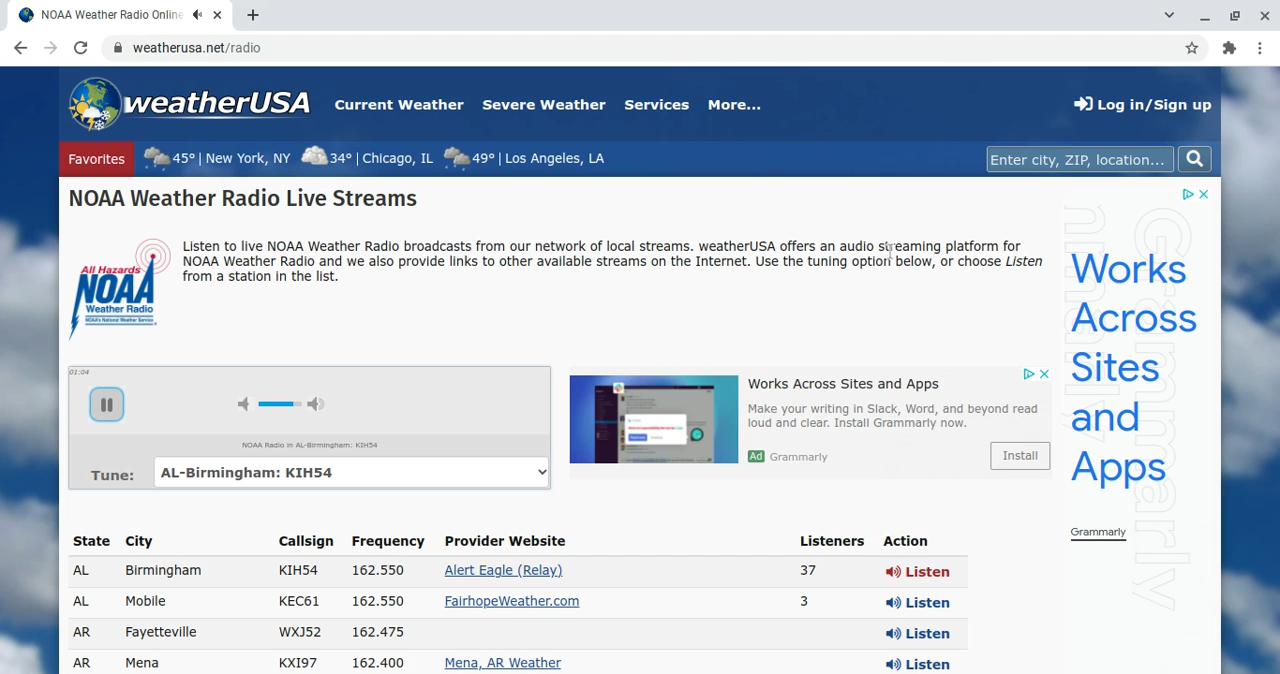 NOAA Weather Radio Online
weatherusa.net/radio
weatherUSA
Current Weather
Severe Weather
Services
More...
Log in/Sign up
Favorites
45° | New York, NY
34° | Chicago, IL
49° | Los Angeles, LA
Enter city, ZIP, location...
NOAA Weather Radio Live Streams
All Hazards
NOAA
Weather Radio
Listen to live NOAA Weather Radio broadcasts from our network of local streams. weatherUSA offers an audio streaming platform for
NOAA Weather Radio and we also provide links to other available streams on the Internet. Use the tuning option below, or choose Listen
from a station in the list.
01:04
NOAA Radio in AL-Birmingham: KIH54
Tune: AL-Birmingham: KIH54
Works Across Sites and Apps
Make your writing in Slack, Word, and beyond read
loud and clear. Install Grammarly now.
Ad Grammarly
Install
Works
Across
Sites
and
Apps
Grammarly
State City Callsign Frequency Provider Website Listeners Action
AL Birmingham KIH54 162.550 Alert Eagle (Relay) 37 Listen
AL Mobile KEC61 162.550 FairhopeWeather.com 3 Listen
AR Fayetteville WXJ52 162.475 Listen
AR Mena KXI97 162.400 Mena, AR Weather Listen